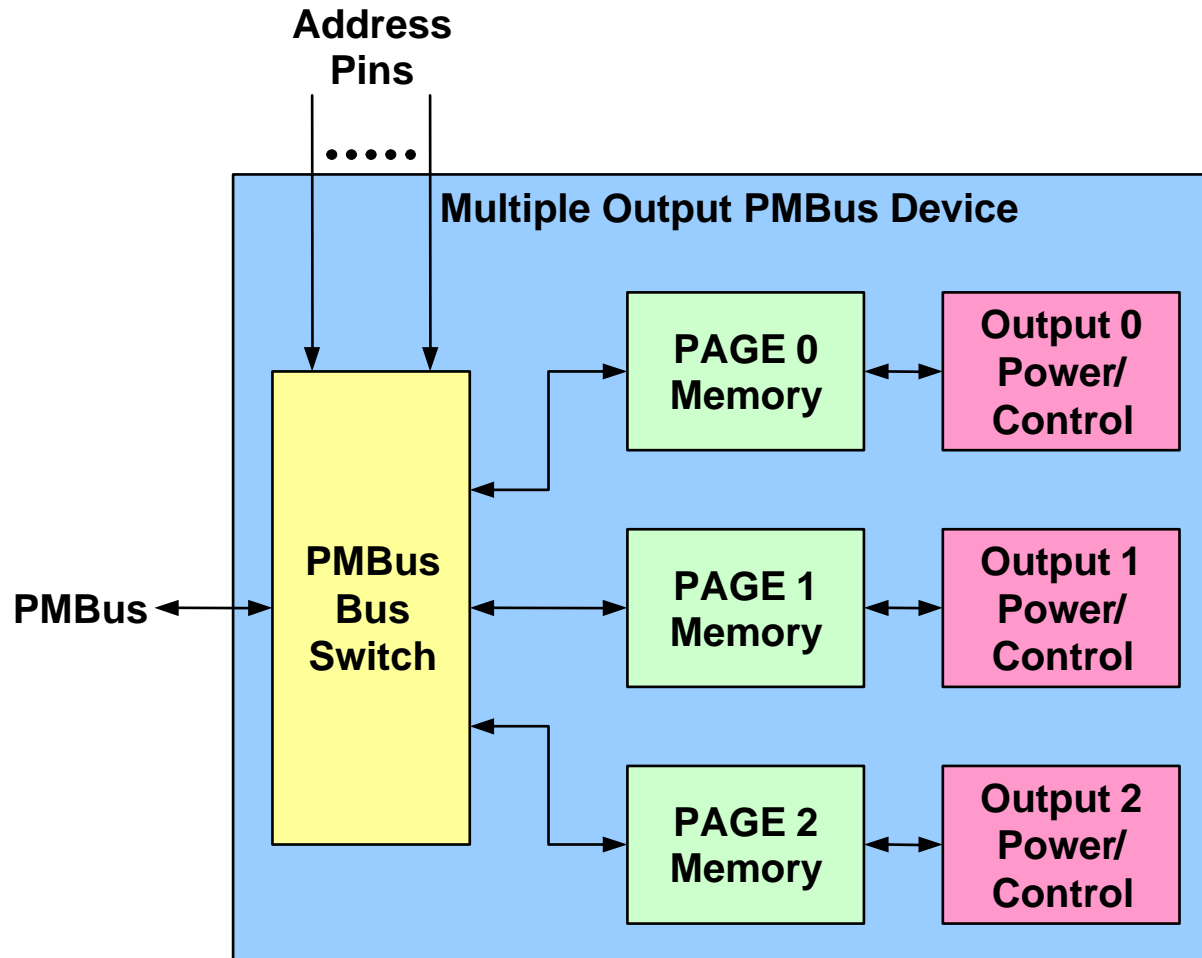 Address
Pins
Multiple Output PMBus Device
PAGE 0
Memory
Output 0
Power/
Control
PMBus
PMBus
Bus
Switch
PAGE 1
Memory
Output 1
Power/
Control
PAGE 2
Memory
Output 2
Power/
Control